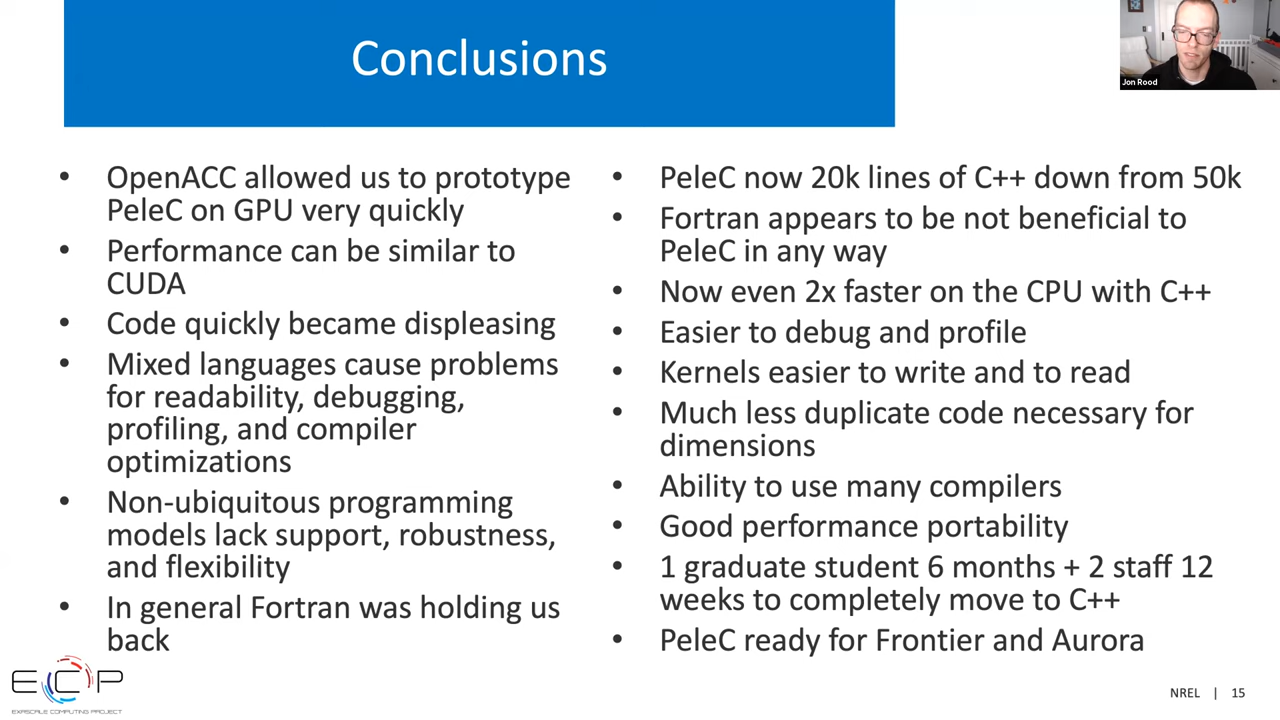 Conclusions
Jon Rood
• OpenACC allowed us to prototype
PeleC on GPU very quickly
• Performance can be similar to
CUDA
• Code quickly became displeasing
• Mixed languages cause problems
for readability, debugging,
profiling, and compiler
optimizations
• Non-ubiquitous programming
models lack support, robustness,
and flexibility
• In general Fortran was holding us
back
• PeleC now 20k lines of C++ down from 50k
• Fortran appears to be not beneficial to
PeleC in any way
• Now even 2x faster on the CPU with C++
• Easier to debug and profile
• Kernels easier to write and to read
• Much less duplicate code necessary for
dimensions
• Ability to use many compilers
• Good performance portability
• 1 graduate student 6 months + 2 staff 12
weeks to completely move to C++
• PeleC ready for Frontier and Aurora
ECP
EXASCALE COMPUTING PROJECT
NREL | 15